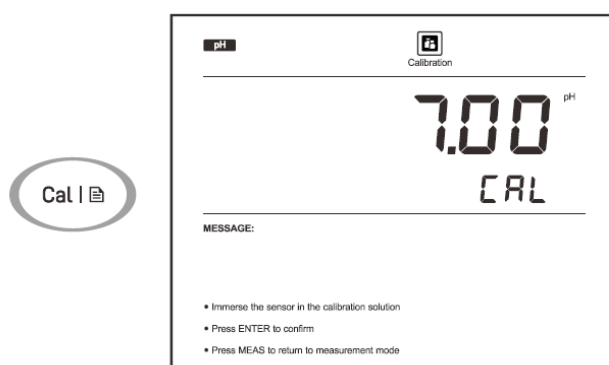 pH
Calibration
7.00 pH
Cal |
CAL
MESSAGE:
• Immerse the sensor in the calibration solution
• Press ENTER to confirm
• Press MEAS to return to measurement mode